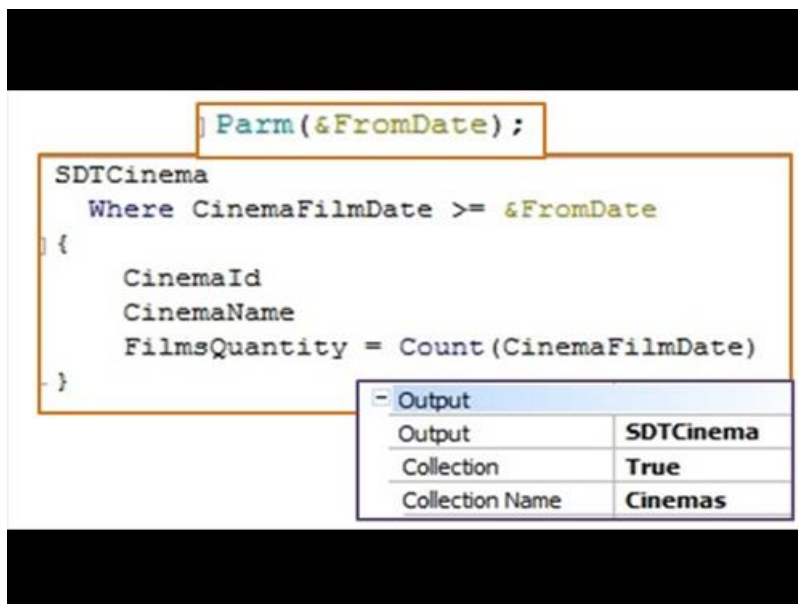 Parm(&FromDate);
SDTCinema
Where CinemaFilmDate >= &FromDate
{
CinemaId
CinemaName
FilmsQuantity = Count(CinemaFilmDate)
}
Output
Output SDTCinema
Collection True
Collection Name Cinemas